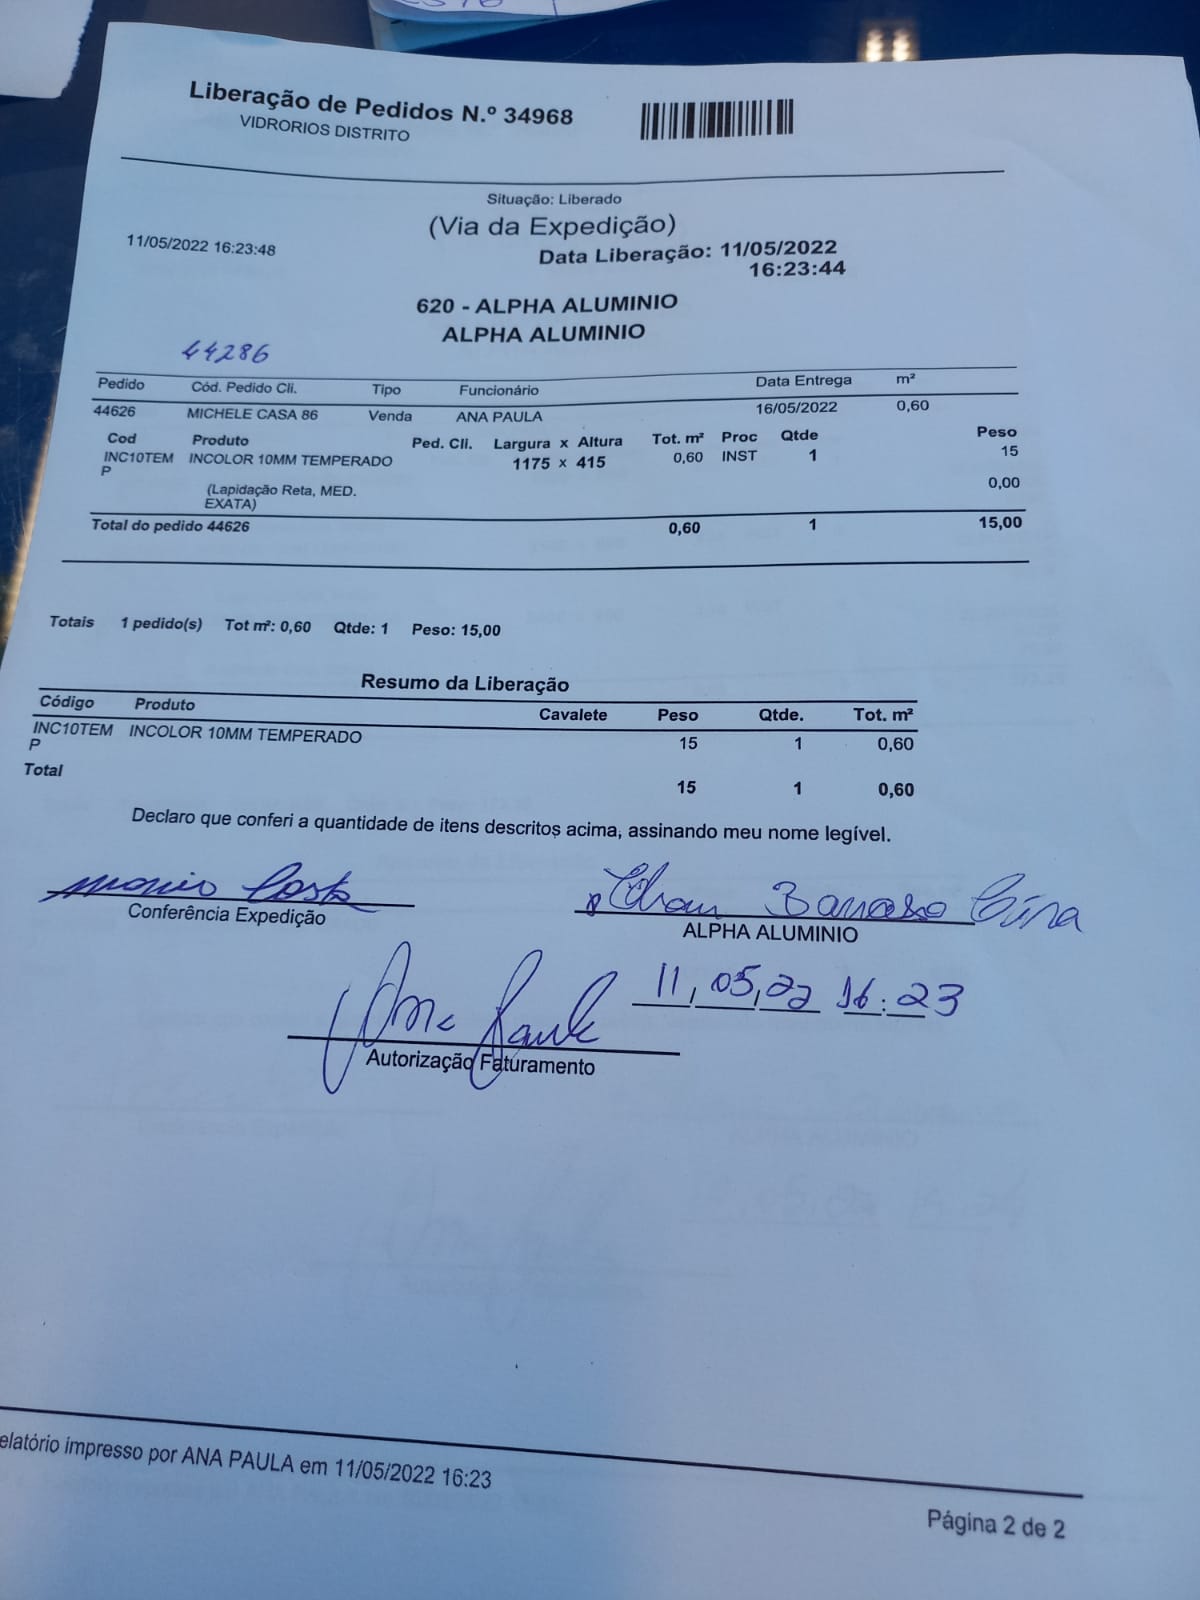 Liberação de Pedidos N.º 34968
VIDRORIOS DISTRITO
Situação: Liberado
(Via da Expedição)
11/05/2022 16:23:48
Data Liberação: 11/05/2022
16:23:44
620 - ALPHA ALUMINIO
ALPHA ALUMINIO
44286
Pedido Cód. Pedido Cli. Tipo Funcionário Data Entrega m²
44626 MICHELE CASA 86 Venda ANA PAULA 16/05/2022 0,60
Cod Produto Ped. Cli. Largura x Altura Tot. m² Proc Qtde Peso
INC10TEM INCOLOR 10MM TEMPERADO 1175 x 415 0,60 INST 1 15
P
(Lapidação Reta, MED. 0,00
EXATA)
Total do pedido 44626 0,60 1 15,00
Totais 1 pedido(s) Tot m²: 0,60 Qtde: 1 Peso: 15,00
Resumo da Liberação
Código Produto Cavalete Peso Qtde. Tot. m²
INC10TEM INCOLOR 10MM TEMPERADO 15 1 0,60
P
Total 15 1 0,60
Declaro que conferi a quantidade de itens descritos acima, assinando meu nome legível.
Costa
Conferência Expedição
ALPHA ALUMINIO
11,05,22 16:23
Ana Paula
Autorização Faturamento
elatório impresso por ANA PAULA em 11/05/2022 16:23
Página 2 de 2